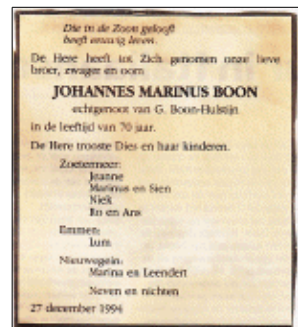 Die in de Zoon gelooft
heeft eeuwig leven.
De Here heeft tot Zich genomen onze lieve
broer, zwager en oom
JOHANNES MARINUS BOON
echtgenoot van G. Boon-Hulstijn
in de leeftijd van 70 jaar.
De Here trooste Dies en haar kinderen.
Zoetermeer:
Jeanne
Marinus en Sien
Niek
Ro en Ans
Emmen:
Lum
Nieuwegein:
Marina en Leendert
Neven en nichten
27 december 1994